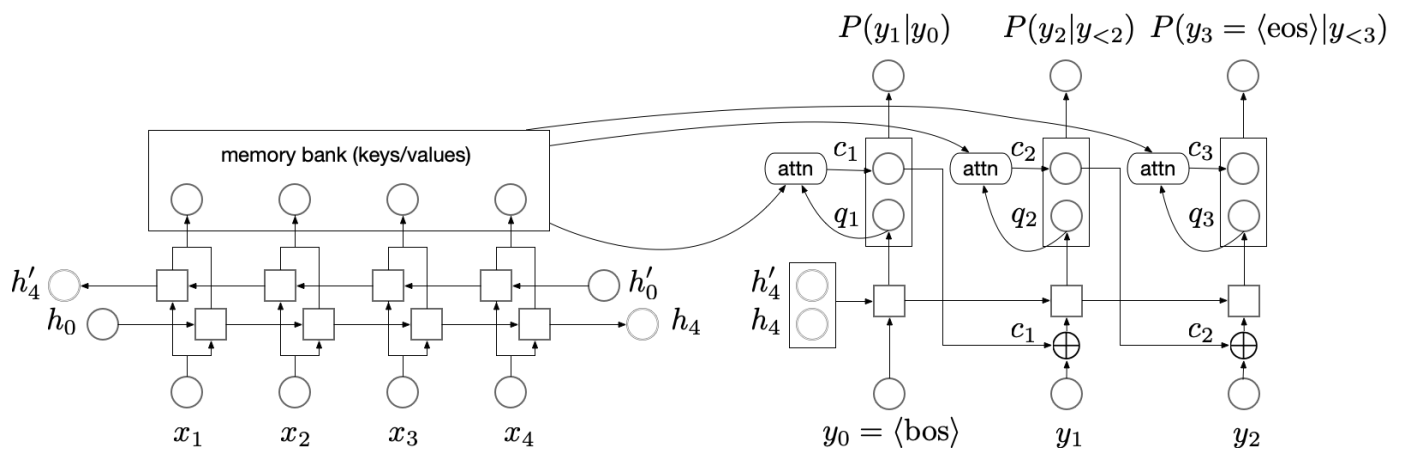 P(y₁|y₀) P(y₂|y<₂) P(y₃ = ⟨eos⟩|y<₃)
memory bank (keys/values)
attn c₁ attn c₂ attn c₃
q₁ q₂ q₃
h′₄ h′₀ h′₄
h₀ h₄ h₄ c₁ c₂
x₁ x₂ x₃ x₄ y₀ = ⟨bos⟩ y₁ y₂